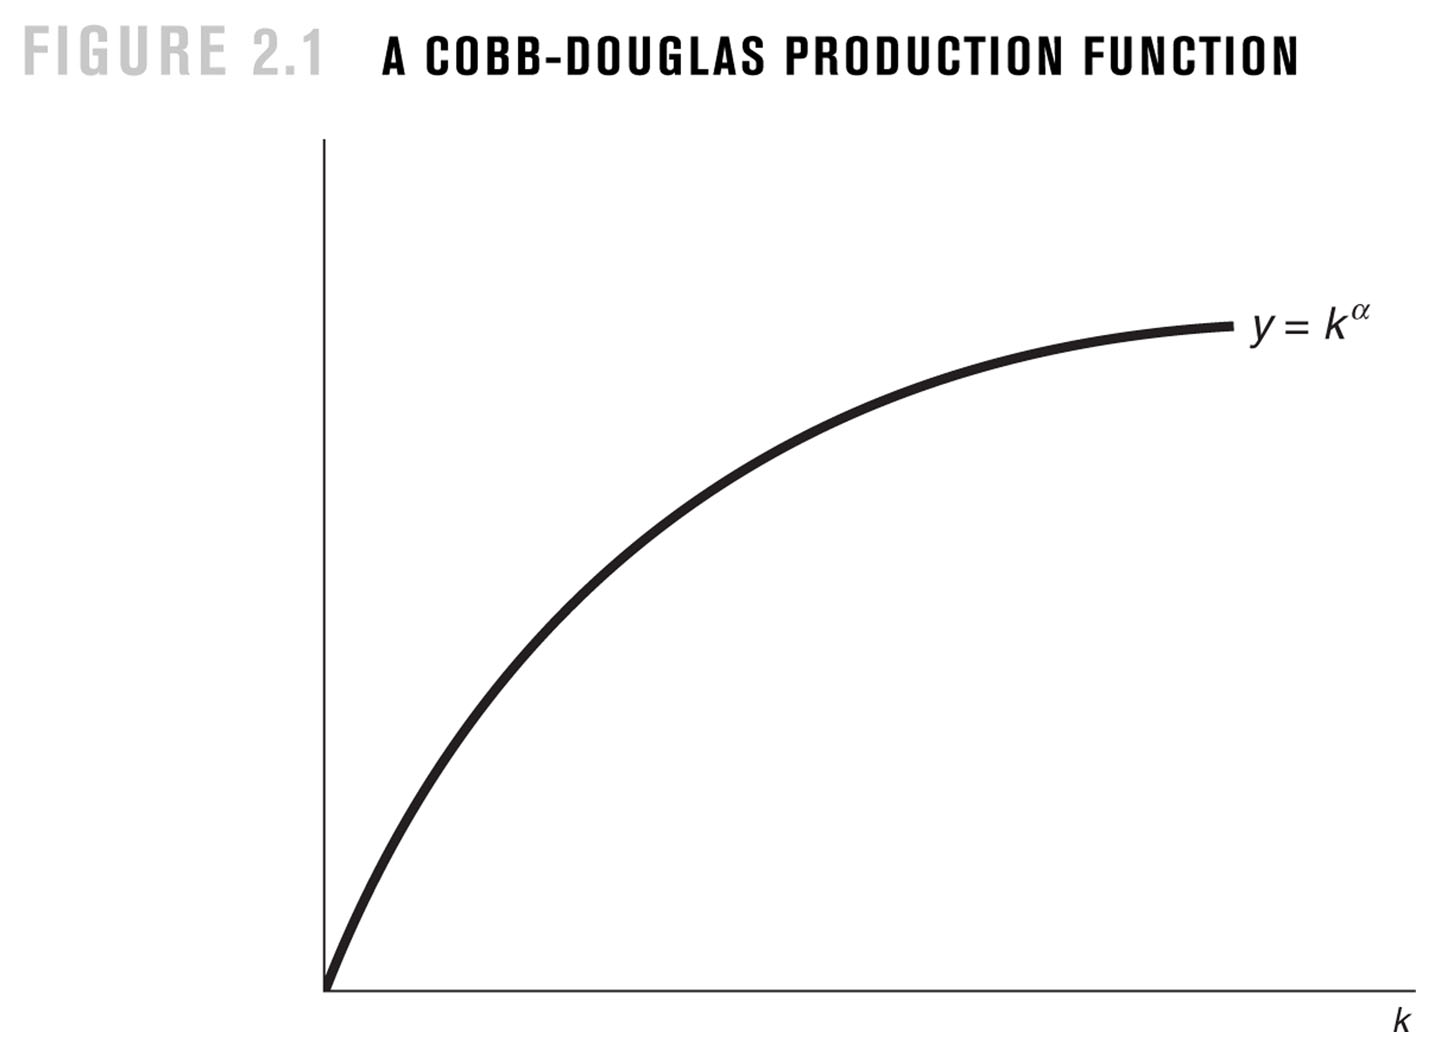 FIGURE 2.1 A COBB-DOUGLAS PRODUCTION FUNCTION
y = k^α
k